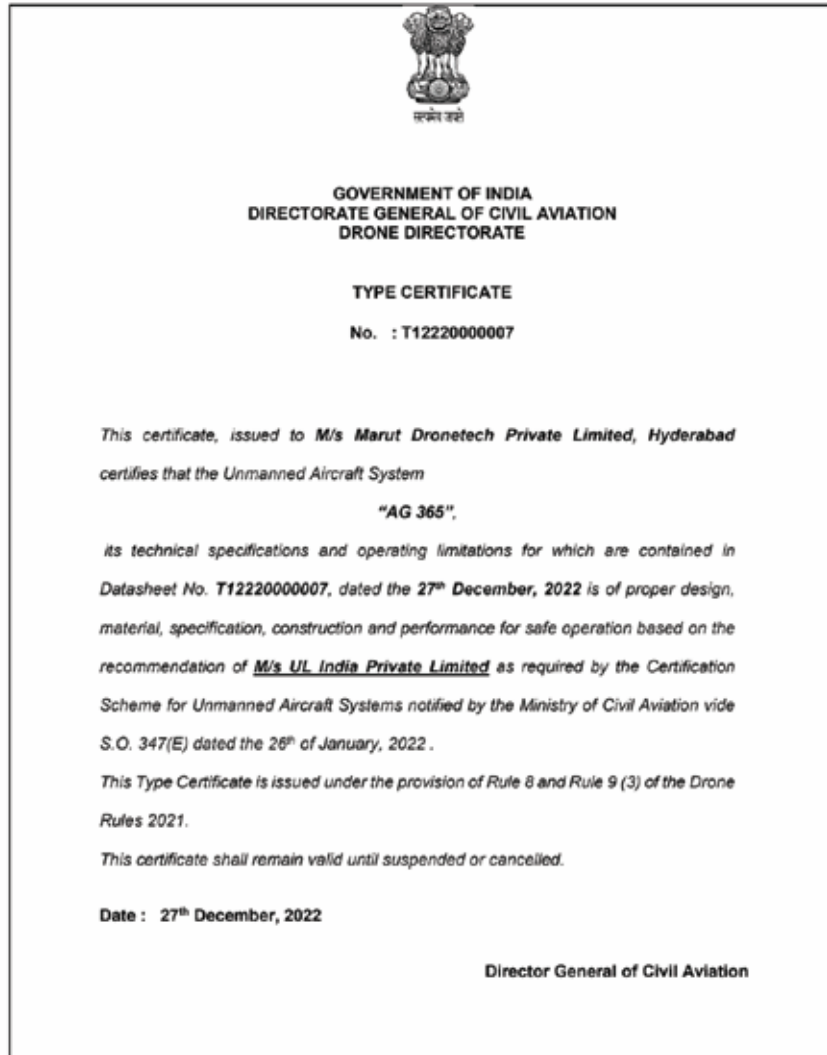 सत्यमेव जयते
GOVERNMENT OF INDIA
DIRECTORATE GENERAL OF CIVIL AVIATION
DRONE DIRECTORATE
TYPE CERTIFICATE
No. : T12220000007
This certificate, issued to M/s Marut Dronetech Private Limited, Hyderabad
certifies that the Unmanned Aircraft System
“AG 365”,
its technical specifications and operating limitations for which are contained in
Datasheet No. T12220000007, dated the 27th December, 2022 is of proper design,
material, specification, construction and performance for safe operation based on the
recommendation of M/s UL India Private Limited as required by the Certification
Scheme for Unmanned Aircraft Systems notified by the Ministry of Civil Aviation vide
S.O. 347(E) dated the 26th of January, 2022 .
This Type Certificate is issued under the provision of Rule 8 and Rule 9 (3) of the Drone
Rules 2021.
This certificate shall remain valid until suspended or cancelled.
Date : 27th December, 2022
Director General of Civil Aviation